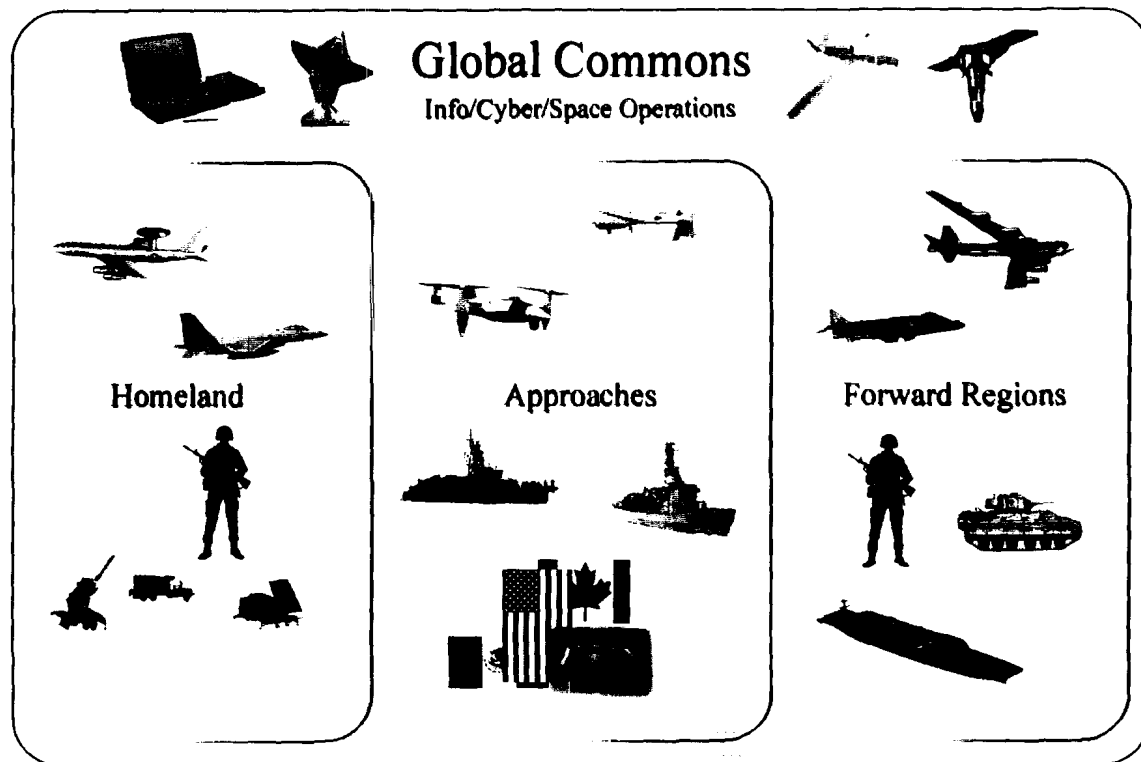 Global Commons
Info/Cyber/Space Operations
Homeland
Approaches
Forward Regions